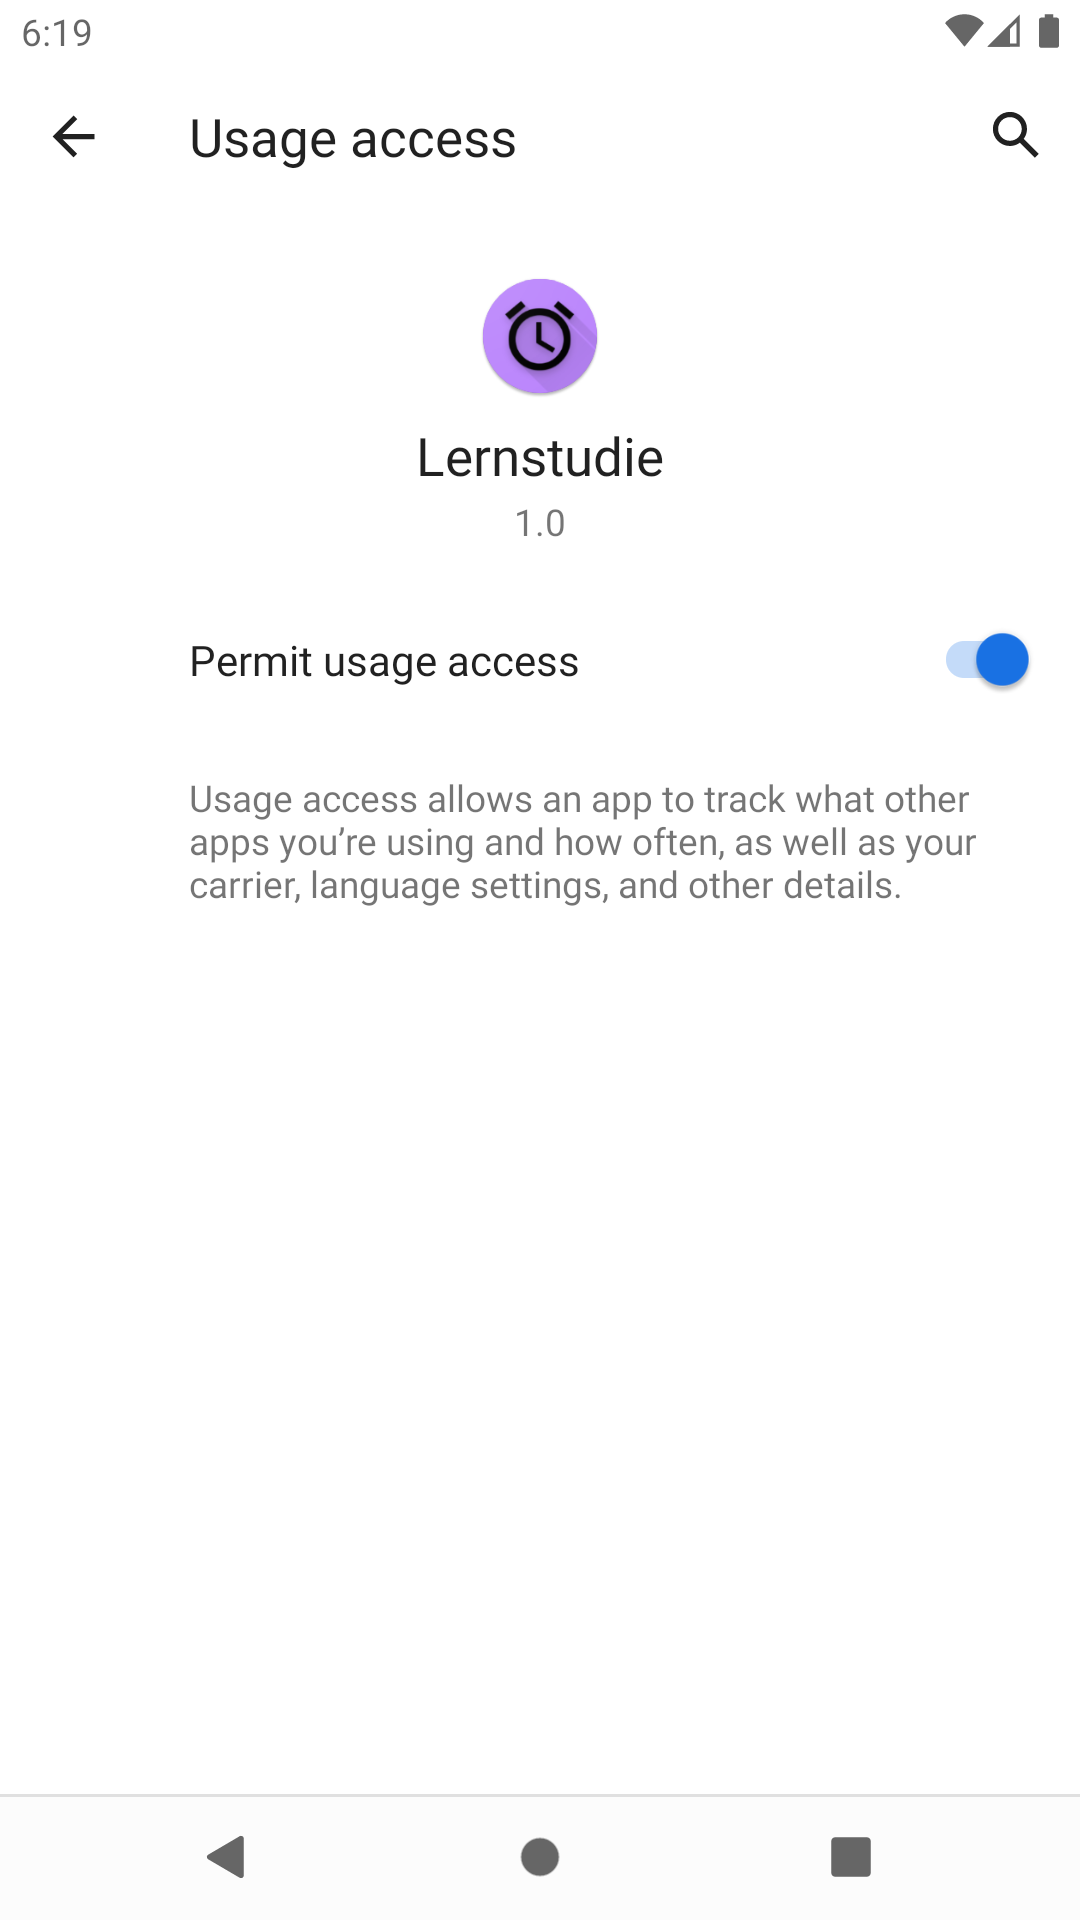 6:19
Usage access
Lernstudie
1.0
Permit usage access
Usage access allows an app to track what other
apps you’re using and how often, as well as your
carrier, language settings, and other details.